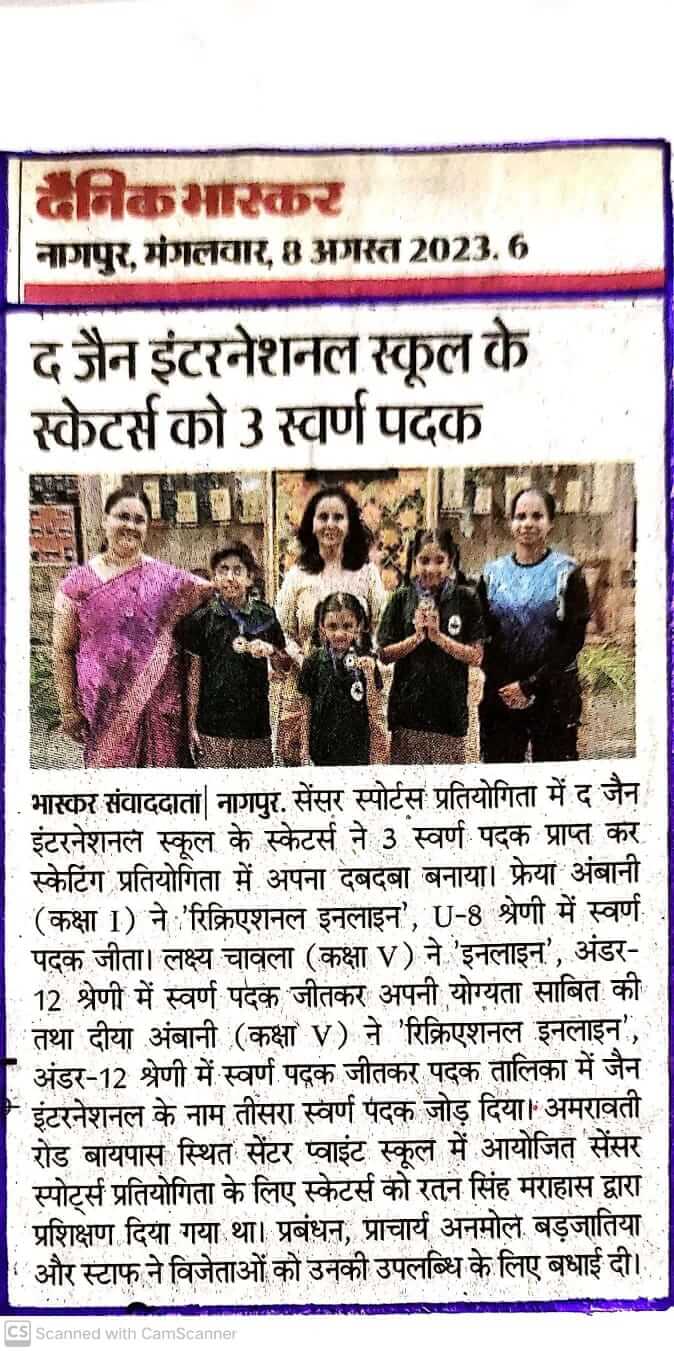 दैनिक भास्कर
नागपुर, मंगलवार, 8 अगस्त 2023. 6
द जैन इंटरनेशनल स्कूल के
स्केटर्स को 3 स्वर्ण पदक
भास्कर संवाददाता| नागपुर. सेंसर स्पोर्टस प्रतियोगिता में द जैन
इंटरनेशनल स्कूल के स्केटर्स ने 3 स्वर्ण पदक प्राप्त कर
स्केटिंग प्रतियोगिता में अपना दबदबा बनाया। फ्रेया अंबानी
(कक्षा I) ने 'रिक्रिएशनल इनलाइन', U-8 श्रेणी में स्वर्ण
पदक जीता। लक्ष्य चावला (कक्षा V) ने 'इनलाइन', अंडर-
12 श्रेणी में स्वर्ण पदक जीतकर अपनी योग्यता साबित की
तथा दीया अंबानी (कक्षा V) ने 'रिक्रिएशनल इनलाइन',
अंडर-12 श्रेणी में स्वर्ण पदक जीतकर पदक तालिका में जैन
इंटरनेशनल के नाम तीसरा स्वर्ण पदक जोड़ दिया। अमरावती
रोड बायपास स्थित सेंटर प्वाइंट स्कूल में आयोजित सेंसर
स्पोर्ट्स प्रतियोगिता के लिए स्केटर्स को रतन सिंह मराहास द्वारा
प्रशिक्षण दिया गया था। प्रबंधन, प्राचार्य अनमोल बड़जातिया
और स्टाफ ने विजेताओं को उनकी उपलब्धि के लिए बधाई दी।
CS Scanned with CamScanner